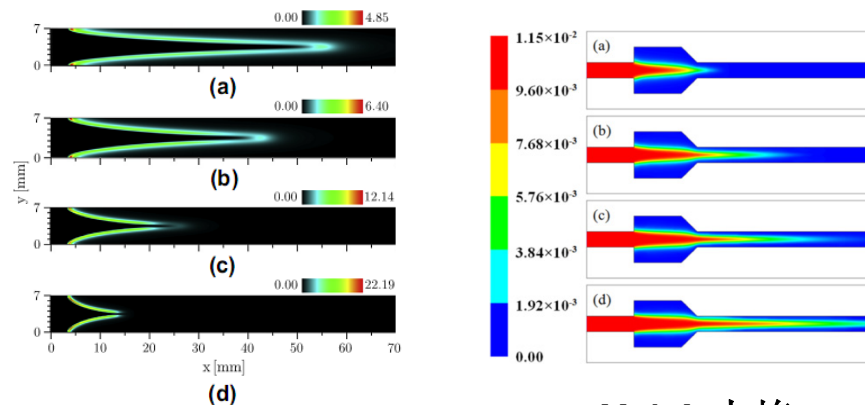 0.00 4.85
7
0
(a)
0.00 6.40
7
0
(b)
y [mm]
0.00 12.14
7
0
(c)
0.00 22.19
7
0
0 10 20 30 40 50 60 70
x [mm]
(d)
1.15×10⁻²
9.60×10⁻³
7.68×10⁻³
5.76×10⁻³
3.84×10⁻³
1.92×10⁻³
0.00
(a)
(b)
(c)
(d)